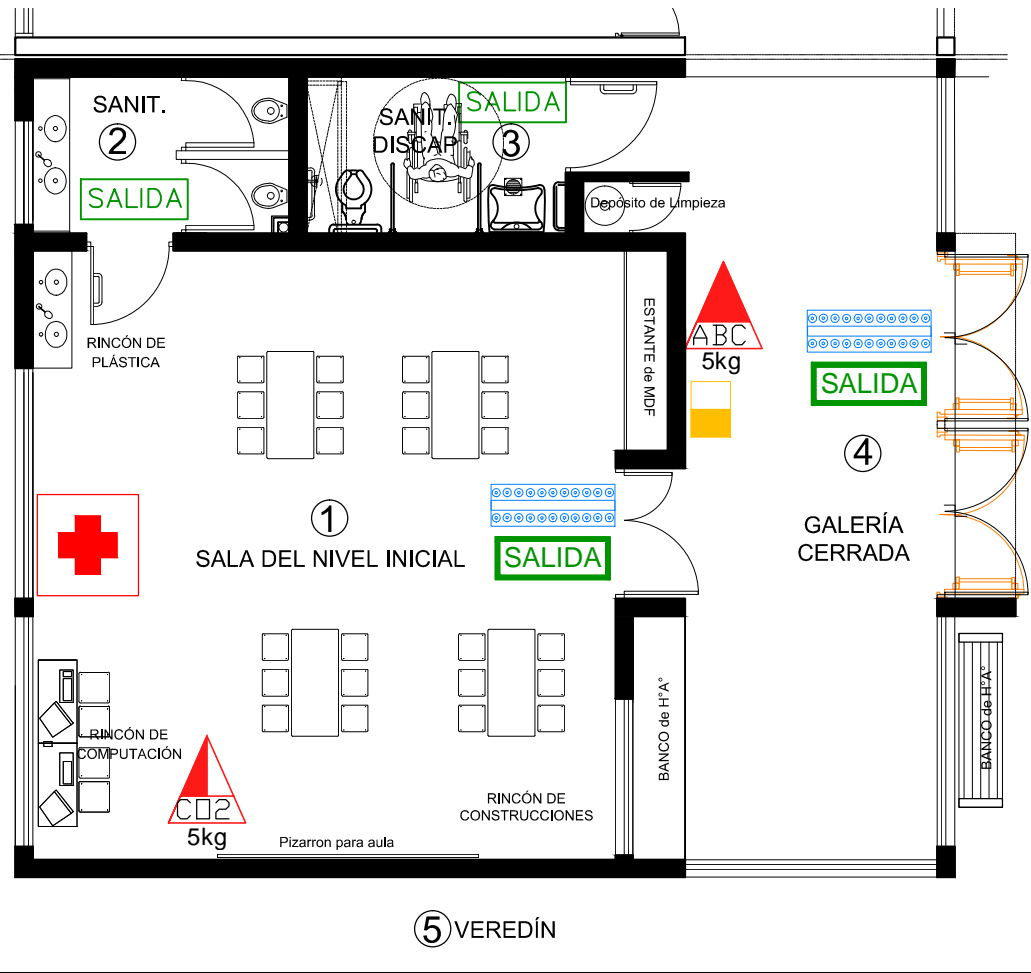 SANIT.
2
SALIDA
SALIDA
SANIT.
DISCAP.
3
Depósito de Limpieza
RINCÓN DE
PLÁSTICA
ESTANTE de MDF
ABC
5kg
SALIDA
4
GALERÍA
CERRADA
1
SALA DEL NIVEL INICIAL
SALIDA
RINCÓN DE
COMPUTACIÓN
CO2
5kg
Pizarron para aula
RINCÓN DE
CONSTRUCCIONES
BANCO de H°A°
BANCO de H°A°
5 VEREDÍN